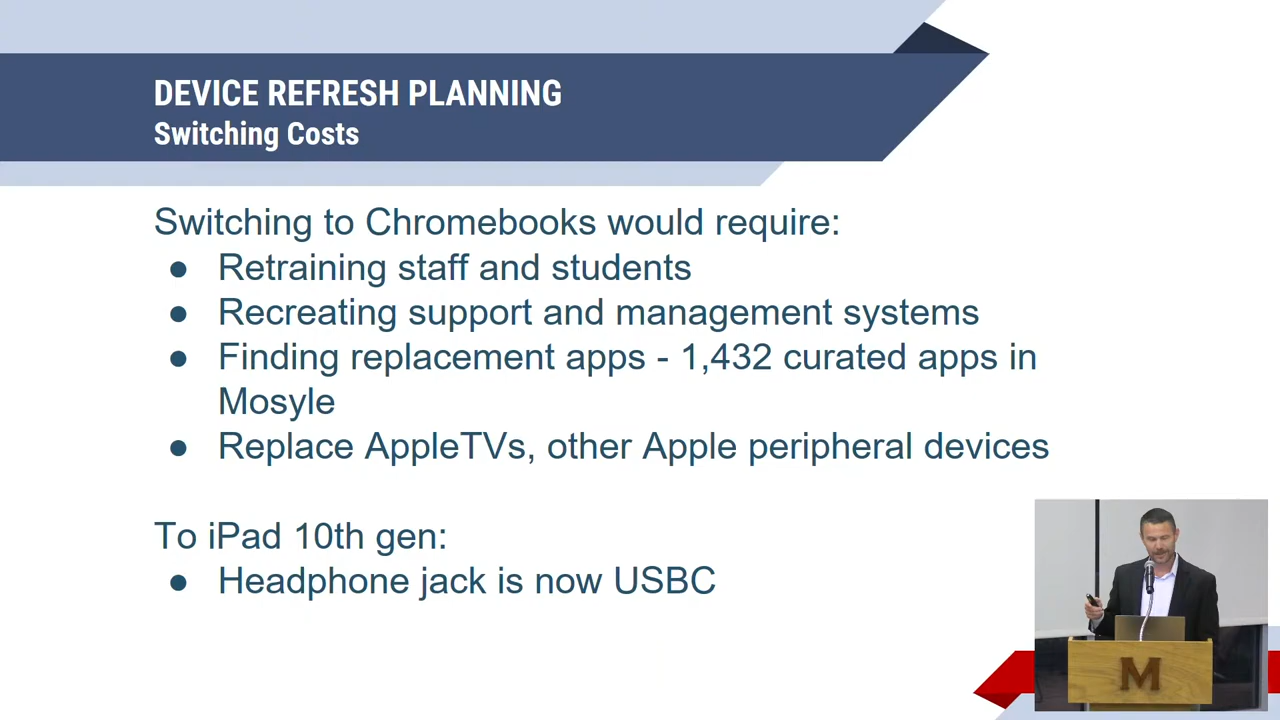 DEVICE REFRESH PLANNING
Switching Costs
Switching to Chromebooks would require:
● Retraining staff and students
● Recreating support and management systems
● Finding replacement apps - 1,432 curated apps in
Mosyle
● Replace AppleTVs, other Apple peripheral devices
To iPad 10th gen:
● Headphone jack is now USBC
M